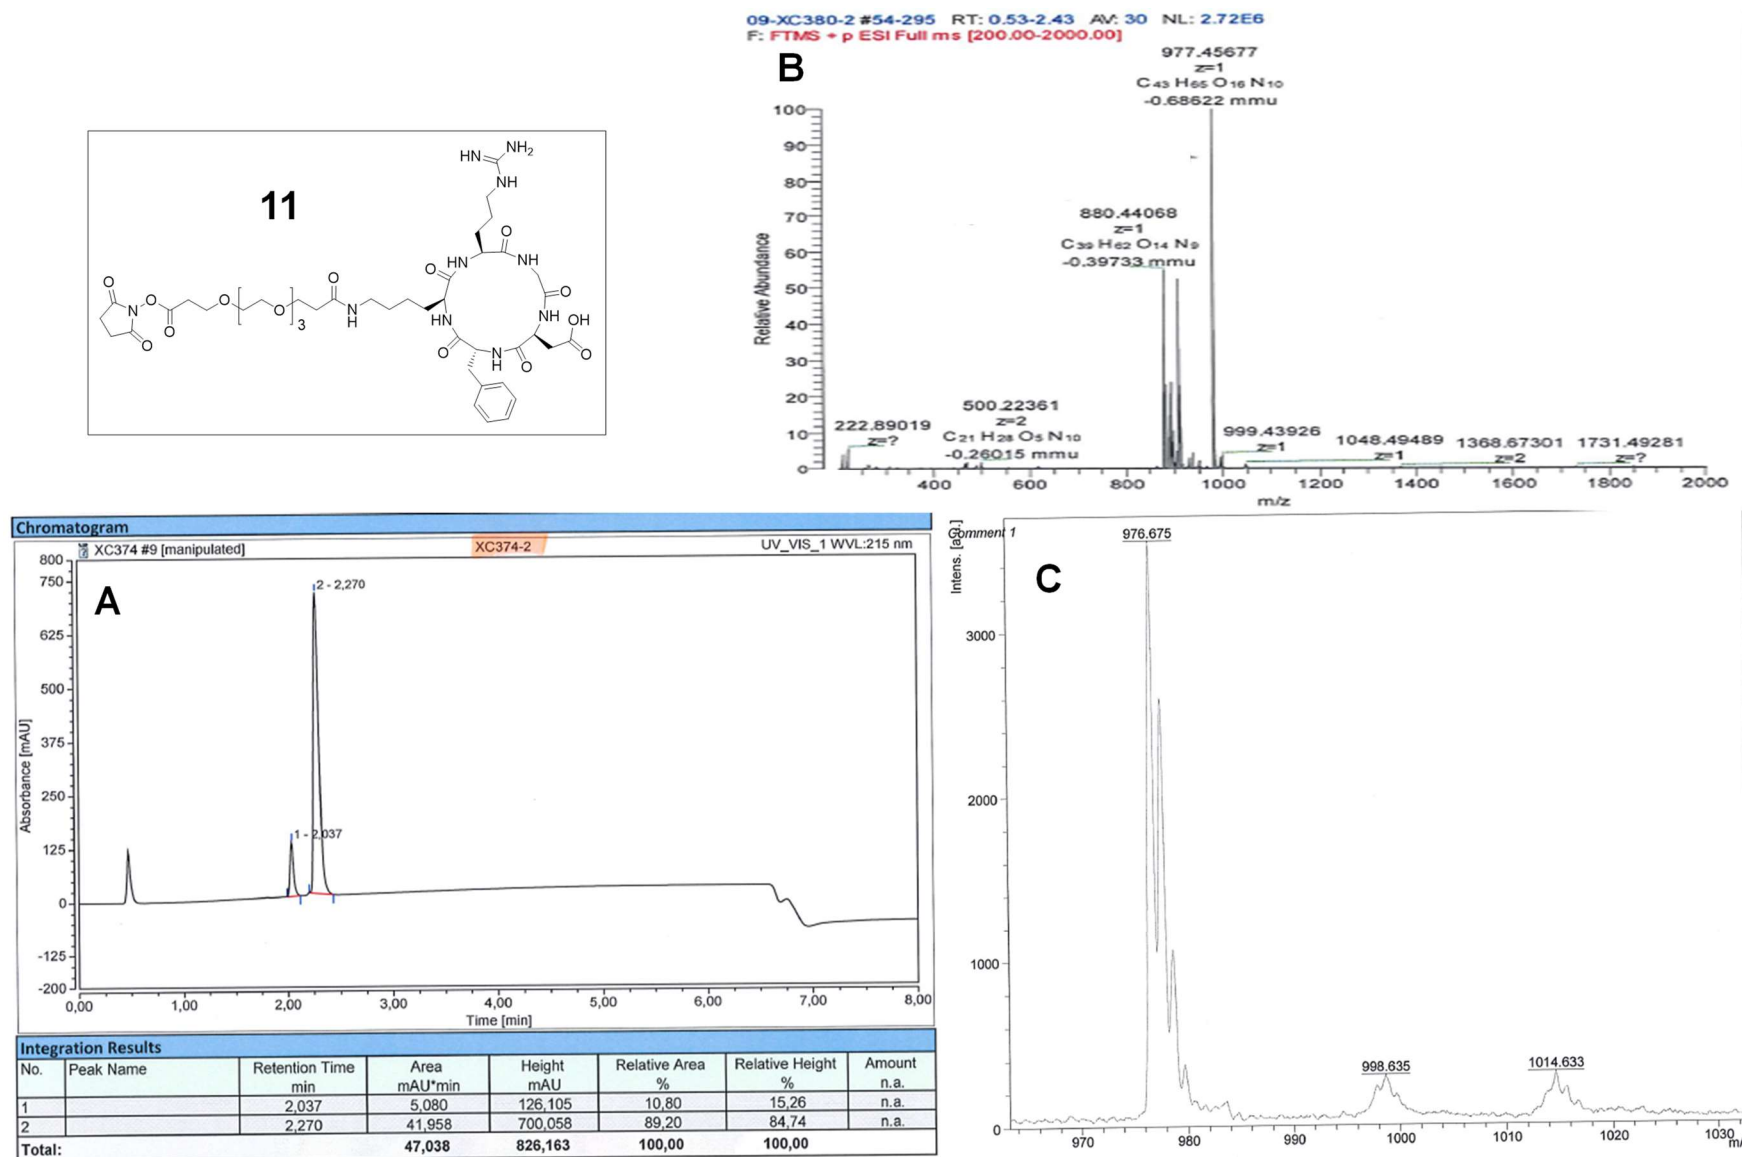 09-XC380-2 #54-295 RT: 0.53-2.43 AV: 30 NL: 2.72E6
F: FTMS + p ESI Full ms [200.00-2000.00]
B
977.45677
z=1
C43 H65 O16 N10
-0.68622 mmu
880.44068
z=1
C39 H62 O14 N9
-0.39733 mmu
500.22361
z=2
C21 H28 O5 N10
-0.26015 mmu
222.89019
z=?
999.43926
z=1
1048.49489
z=1
1368.67301
z=2
1731.49281
z=?
100
90
80
70
60
50
40
30
20
10
0
Relative Abundance
400 600 800 1000 1200 1400 1600 1800 2000
m/z
11
HN NH2
NH
O
HN NH
O
O
O O
N O O O N
H
3
O O
HN
NH OH
O N
H O O
Chromatogram
XC374 #9 [manipulated] XC374-2 UV_VIS_1 WVL:215 nm
A
800
750
625
500
375
250
125
0
-125
-200
Absorbance [mAU]
2 - 2,270
1 - 2,037
0,00 1,00 2,00 3,00 4,00 5,00 6,00 7,00 8,00
Time [min]
Integration Results
No. Peak Name Retention Time Area Height Relative Area Relative Height Amount
min mAU*min mAU % % n.a.
1 2,037 5,080 126,105 10,80 15,26 n.a.
2 2,270 41,958 700,058 89,20 84,74 n.a.
Total: 47,038 826,163 100,00 100,00
Comment 1
Intens. [a.u.]
C
976.675
998.635
1014.633
3000
2000
1000
0
970 980 990 1000 1010 1020 1030
m/